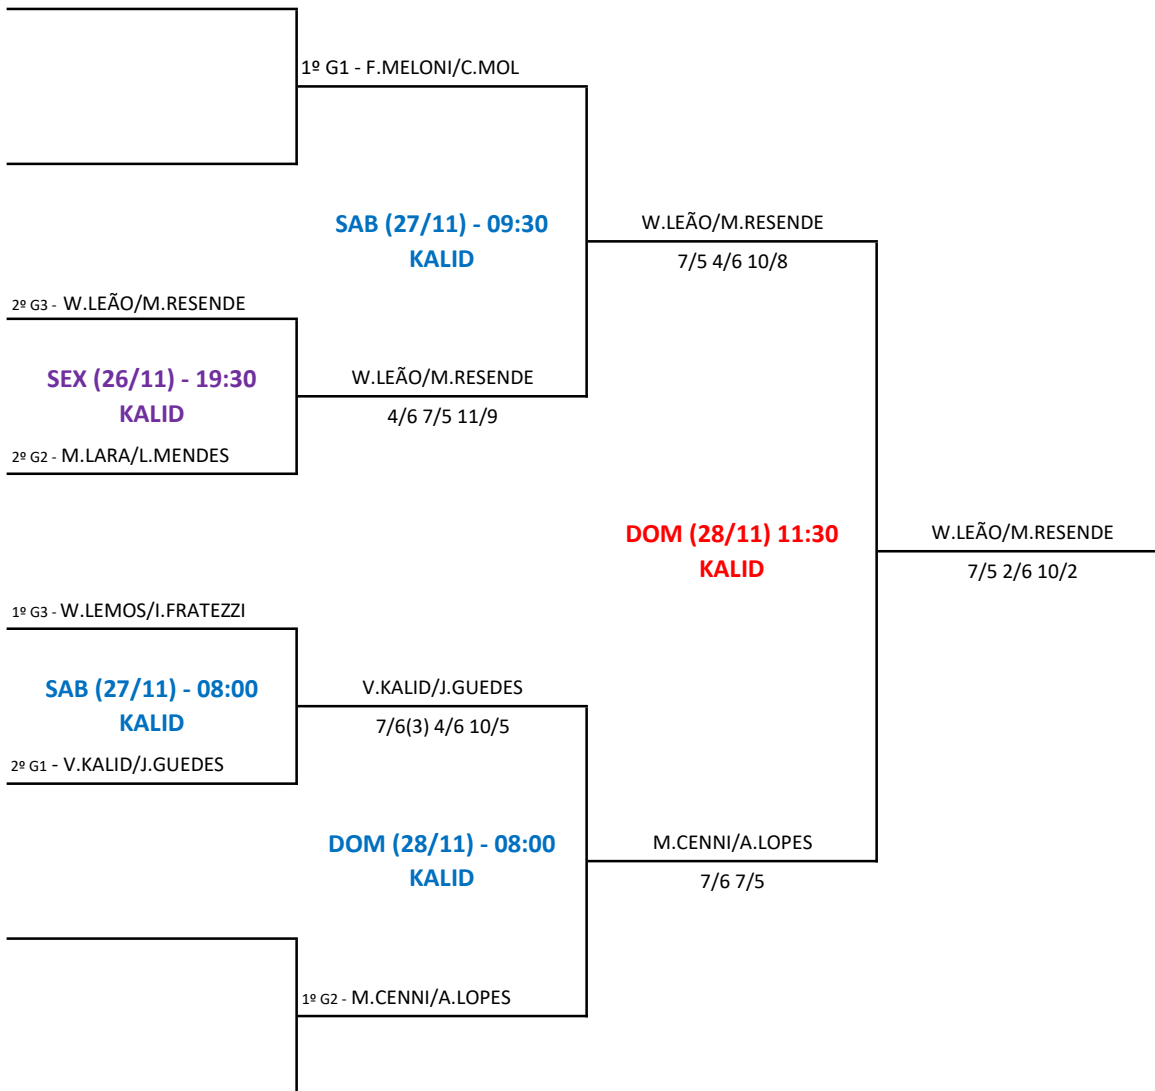 1º G1 - F.MELONI/C.MOL
SAB (27/11) - 09:30
KALID
W.LEÃO/M.RESENDE
7/5 4/6 10/8
2º G3 - W.LEÃO/M.RESENDE
SEX (26/11) - 19:30
KALID
W.LEÃO/M.RESENDE
4/6 7/5 11/9
2º G2 - M.LARA/L.MENDES
DOM (28/11) 11:30
KALID
W.LEÃO/M.RESENDE
7/5 2/6 10/2
1º G3 - W.LEMOS/I.FRATEZZI
SAB (27/11) - 08:00
KALID
V.KALID/J.GUEDES
7/6(3) 4/6 10/5
2º G1 - V.KALID/J.GUEDES
DOM (28/11) - 08:00
KALID
M.CENNI/A.LOPES
7/6 7/5
1º G2 - M.CENNI/A.LOPES